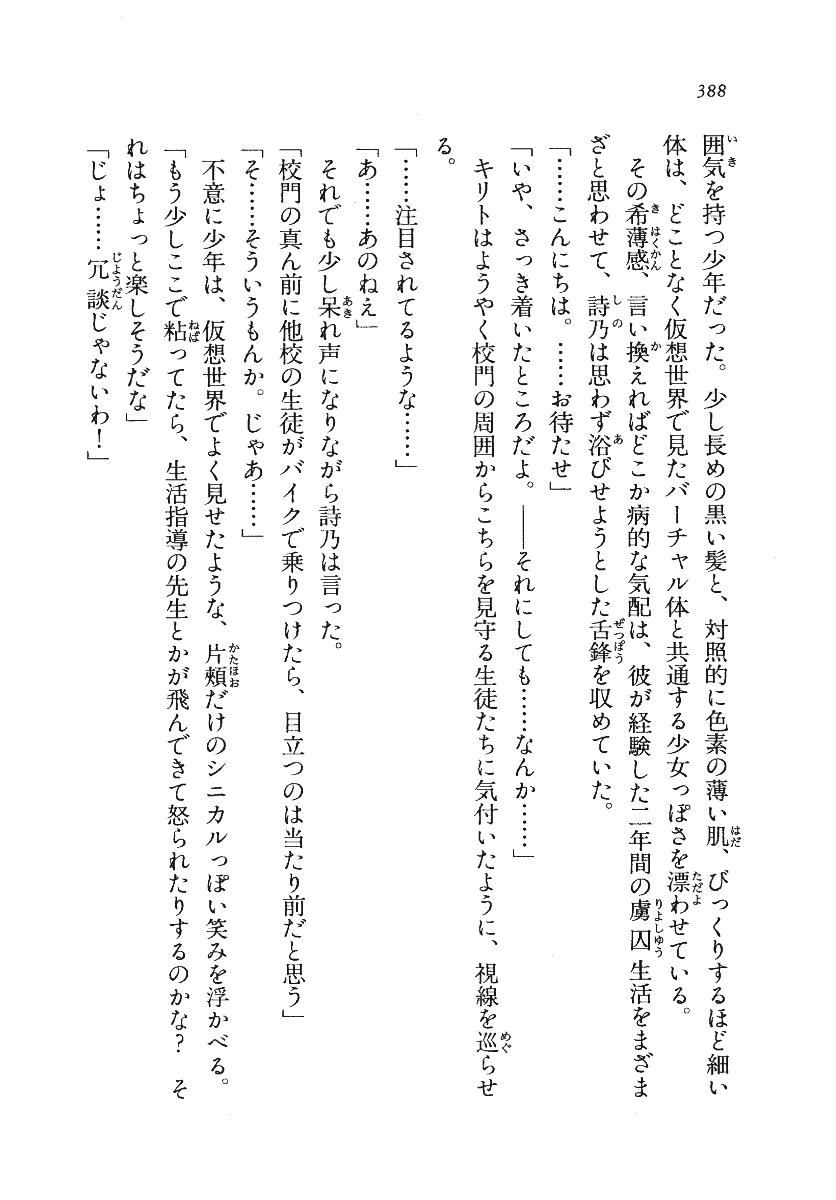 388
囲気を持つ少年だった。少し長めの黒い髪と、対照的に色素の薄い肌、びっくりするほど細い
体は、どことなく仮想世界で見たバーチャル体と共通する少女っぽさを漂わせている。
その希薄感、言い換えればどこか病的な気配は、彼が経験した二年間の虜囚生活をまざま
ざと思わせて、詩乃は思わず浴びせようとした舌鋒を収めていた。
「……こんにちは。……お待たせ」
「いや、さっき着いたところだよ。――それにしても……なんか……」
キリトはようやく校門の周囲からこちらを見守る生徒たちに気付いたように、視線を巡らせ
る。
「……注目されてるような……」
「あ……あのねえ」
それでも少し呆れ声になりながら詩乃は言った。
「校門の真ん前に他校の生徒がバイクで乗りつけたら、目立つのは当たり前だと思う」
「そ……そういうもんか。じゃあ……」
不意に少年は、仮想世界でよく見せたような、片頬だけのシニカルっぽい笑みを浮かべる。
「もう少しここで粘ってたら、生活指導の先生とかが飛んできて怒られたりするのかな？　そ
れはちょっと楽しそうだな」
「じょ……冗談じゃないわ！」